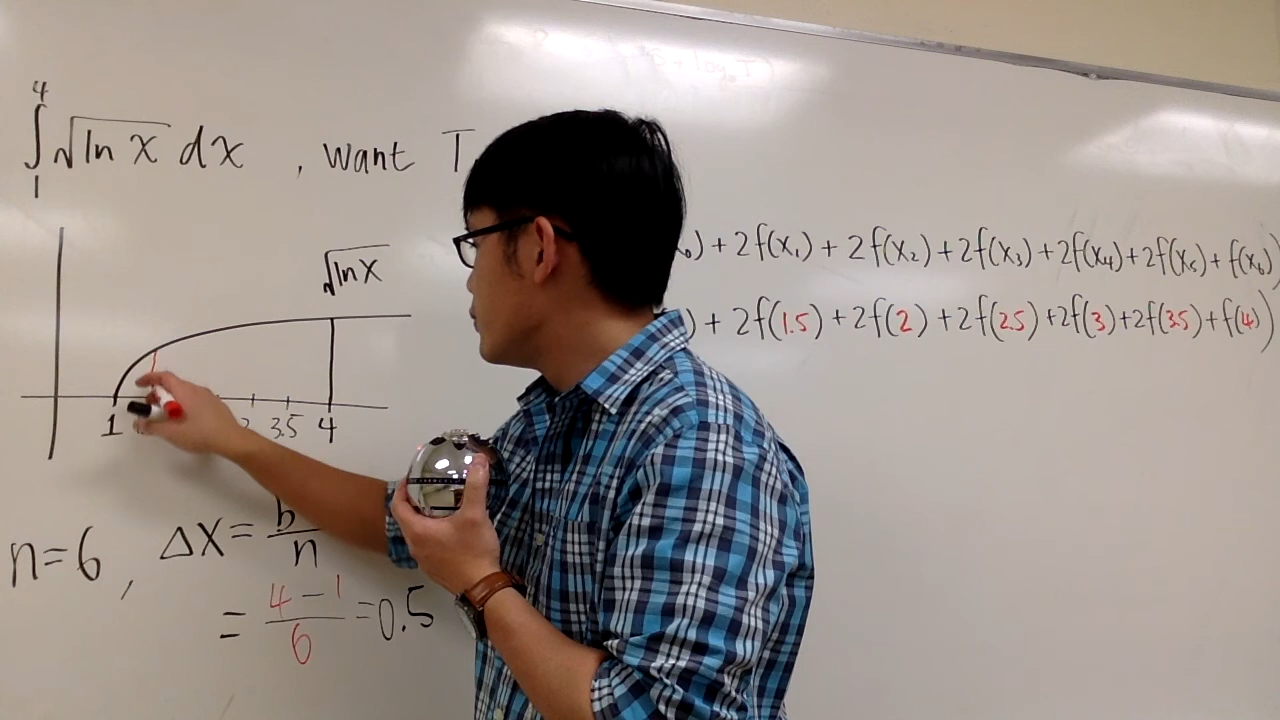 ∫₁⁴ √(ln x) dx , want T
₀) + 2f(x₁) + 2f(x₂) + 2f(x₃) + 2f(x₄) + 2f(x₅) + f(x₆))
) + 2f(1.5) + 2f(2) + 2f(2.5) + 2f(3) + 2f(3.5) + f(4))
√(ln x)
1 3.5 4
n=6 , Δx = b/n
= (4-1)/6 = 0.5